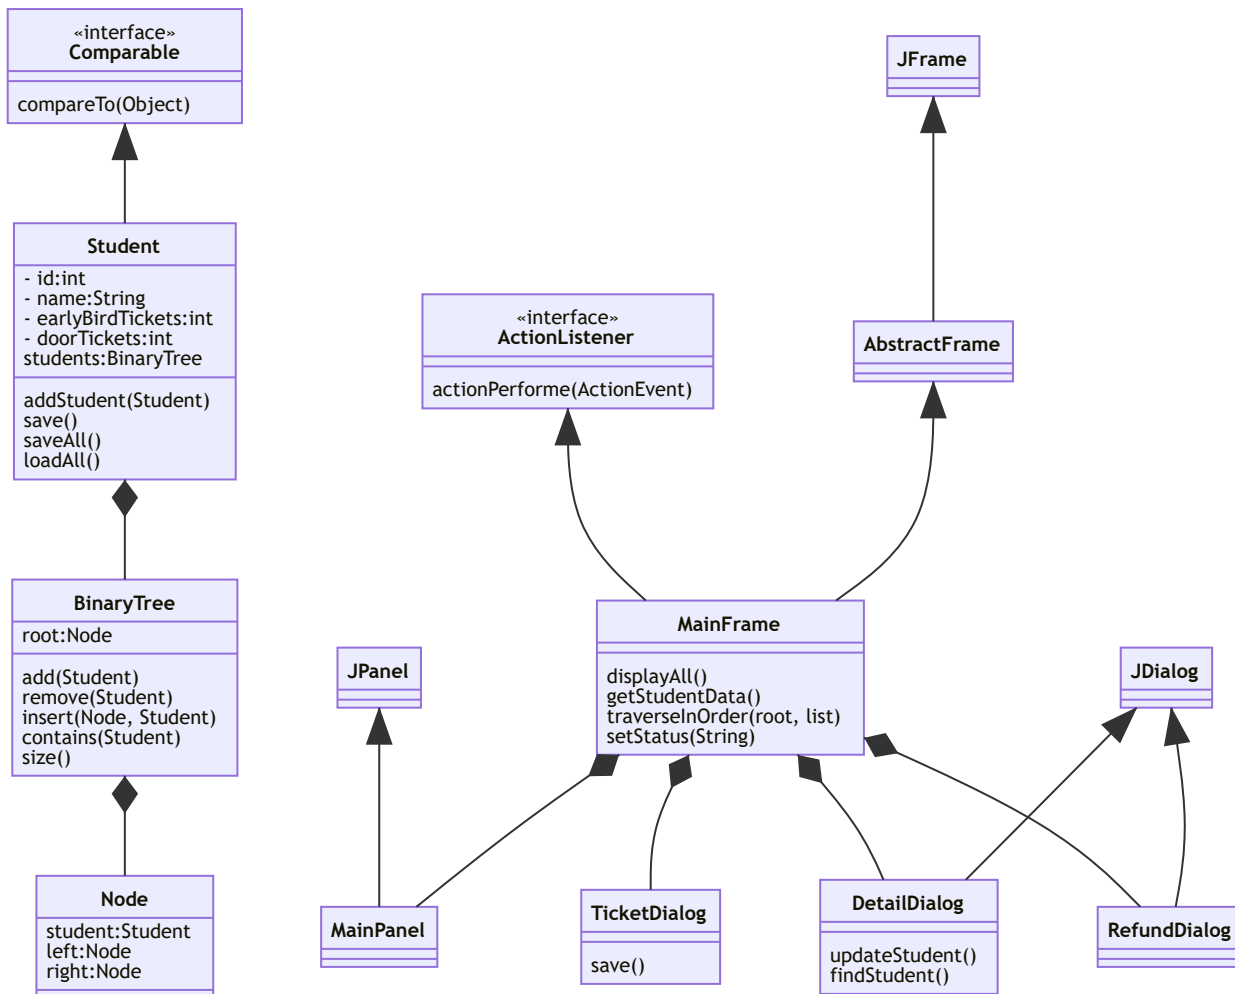 «interface»
Comparable
compareTo(Object)
Student
- id:int
- name:String
- earlyBirdTickets:int
- doorTickets:int
students:BinaryTree
addStudent(Student)
save()
saveAll()
loadAll()
BinaryTree
root:Node
add(Student)
remove(Student)
insert(Node, Student)
contains(Student)
size()
Node
student:Student
left:Node
right:Node
JFrame
«interface»
ActionListener
actionPerforme(ActionEvent)
AbstractFrame
MainFrame
displayAll()
getStudentData()
traverseInOrder(root, list)
setStatus(String)
JPanel
JDialog
MainPanel
TicketDialog
save()
DetailDialog
updateStudent()
findStudent()
RefundDialog